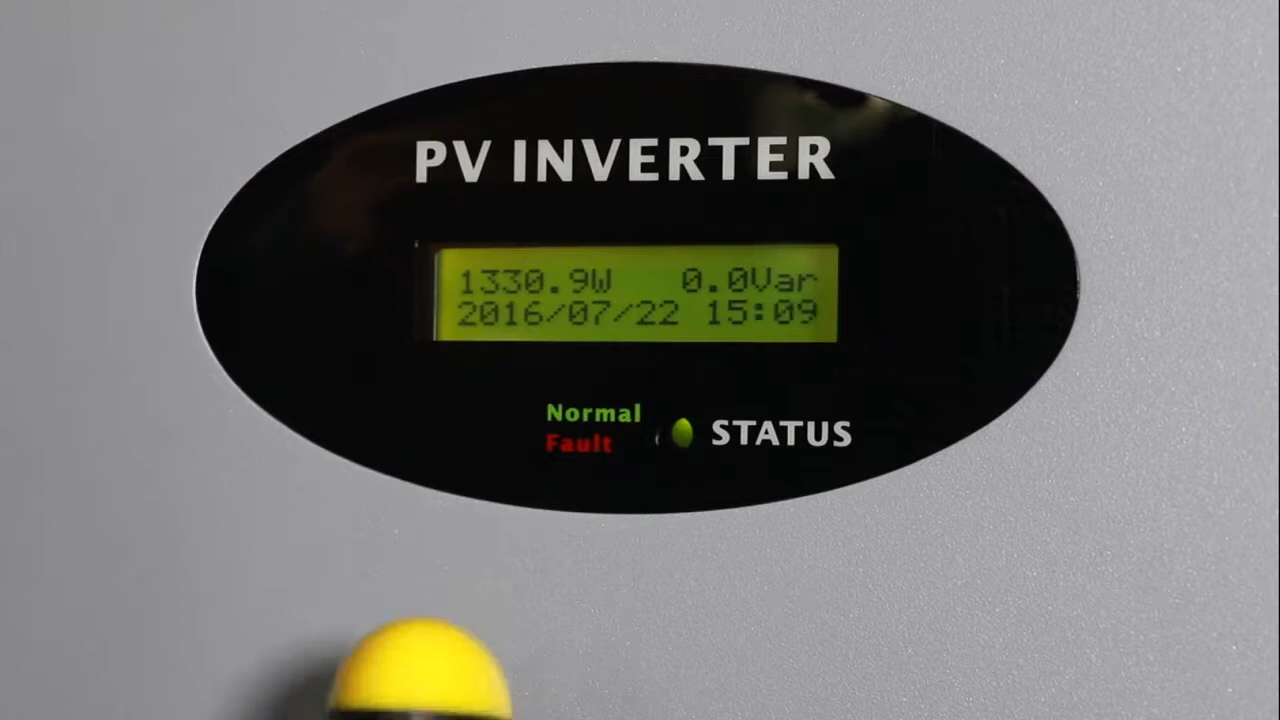 PV INVERTER
1330.9W 0.0Var
2016/07/22 15:09
Normal
Fault
STATUS